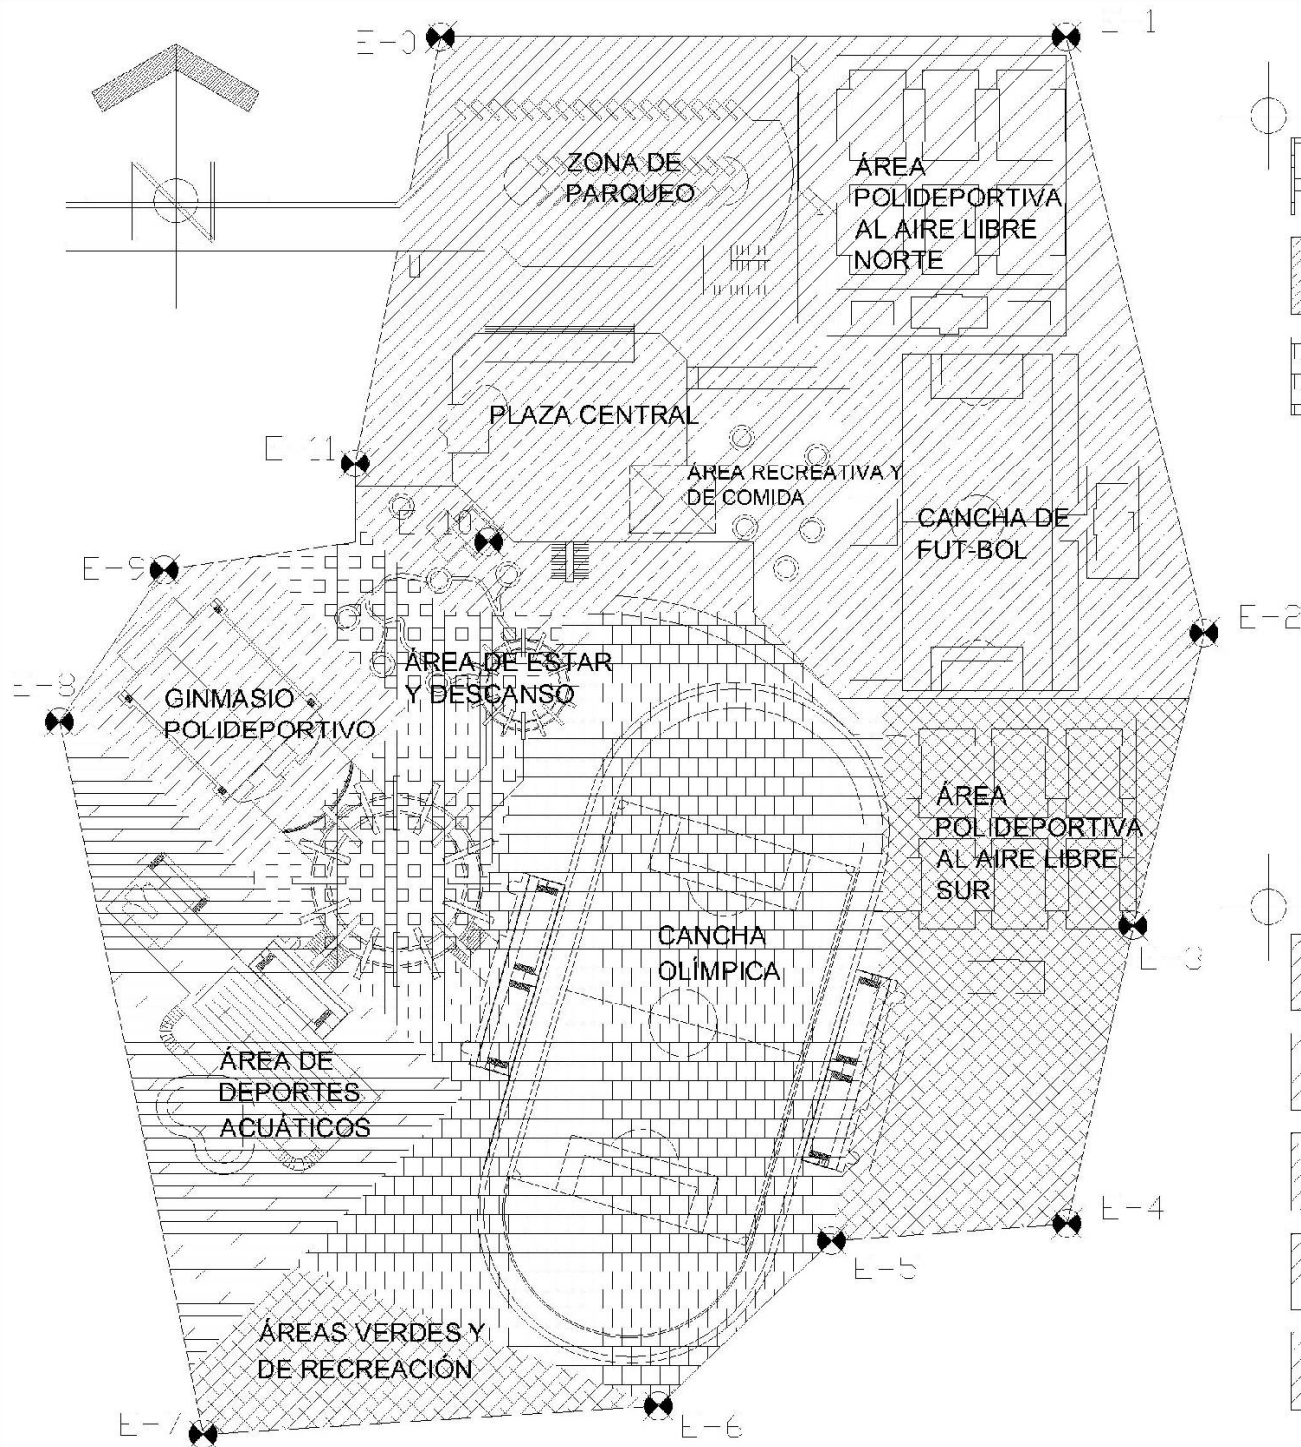 E-0
E-1
N
ZONA DE
PARQUEO
ÁREA
POLIDEPORTIVA
AL AIRE LIBRE
NORTE
PLAZA CENTRAL
E-11
ÁREA RECREATIVA Y
DE COMIDA
E-10
CANCHA DE
FUT-BOL
E-9
E-2
ÁREA DE ESTAR
Y DESCANSO
E-8
GINMASIO
POLIDEPORTIVO
ÁREA
POLIDEPORTIVA
AL AIRE LIBRE
SUR
CANCHA
OLÍMPICA
E-3
ÁREA DE
DEPORTES
ACUÁTICOS
E-4
E-5
ÁREAS VERDES Y
DE RECREACIÓN
E-7
E-6